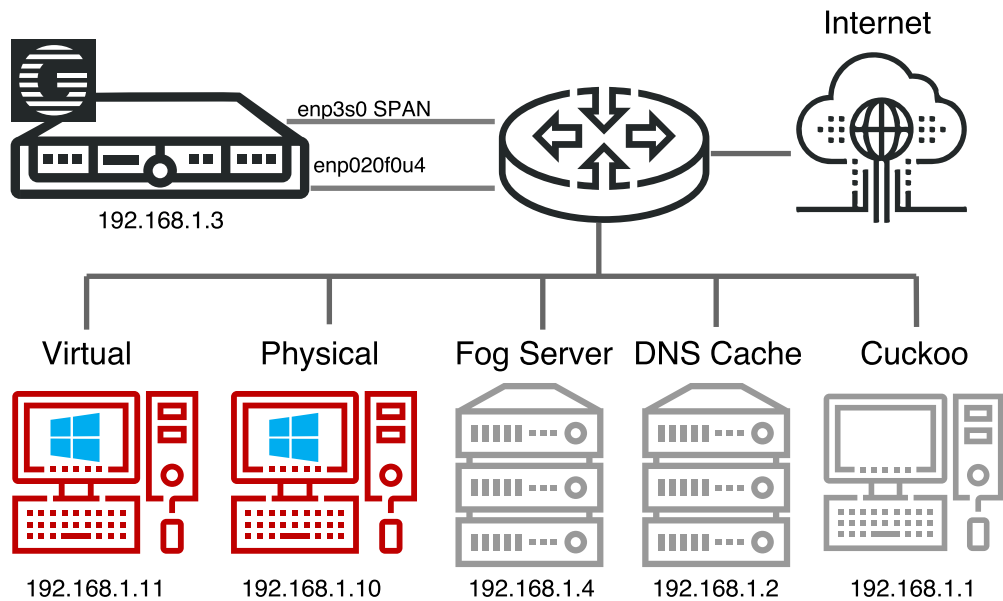 Internet
G
enp3s0 SPAN
enp020f0u4
192.168.1.3
Virtual
Physical
Fog Server
DNS Cache
Cuckoo
192.168.1.11
192.168.1.10
192.168.1.4
192.168.1.2
192.168.1.1